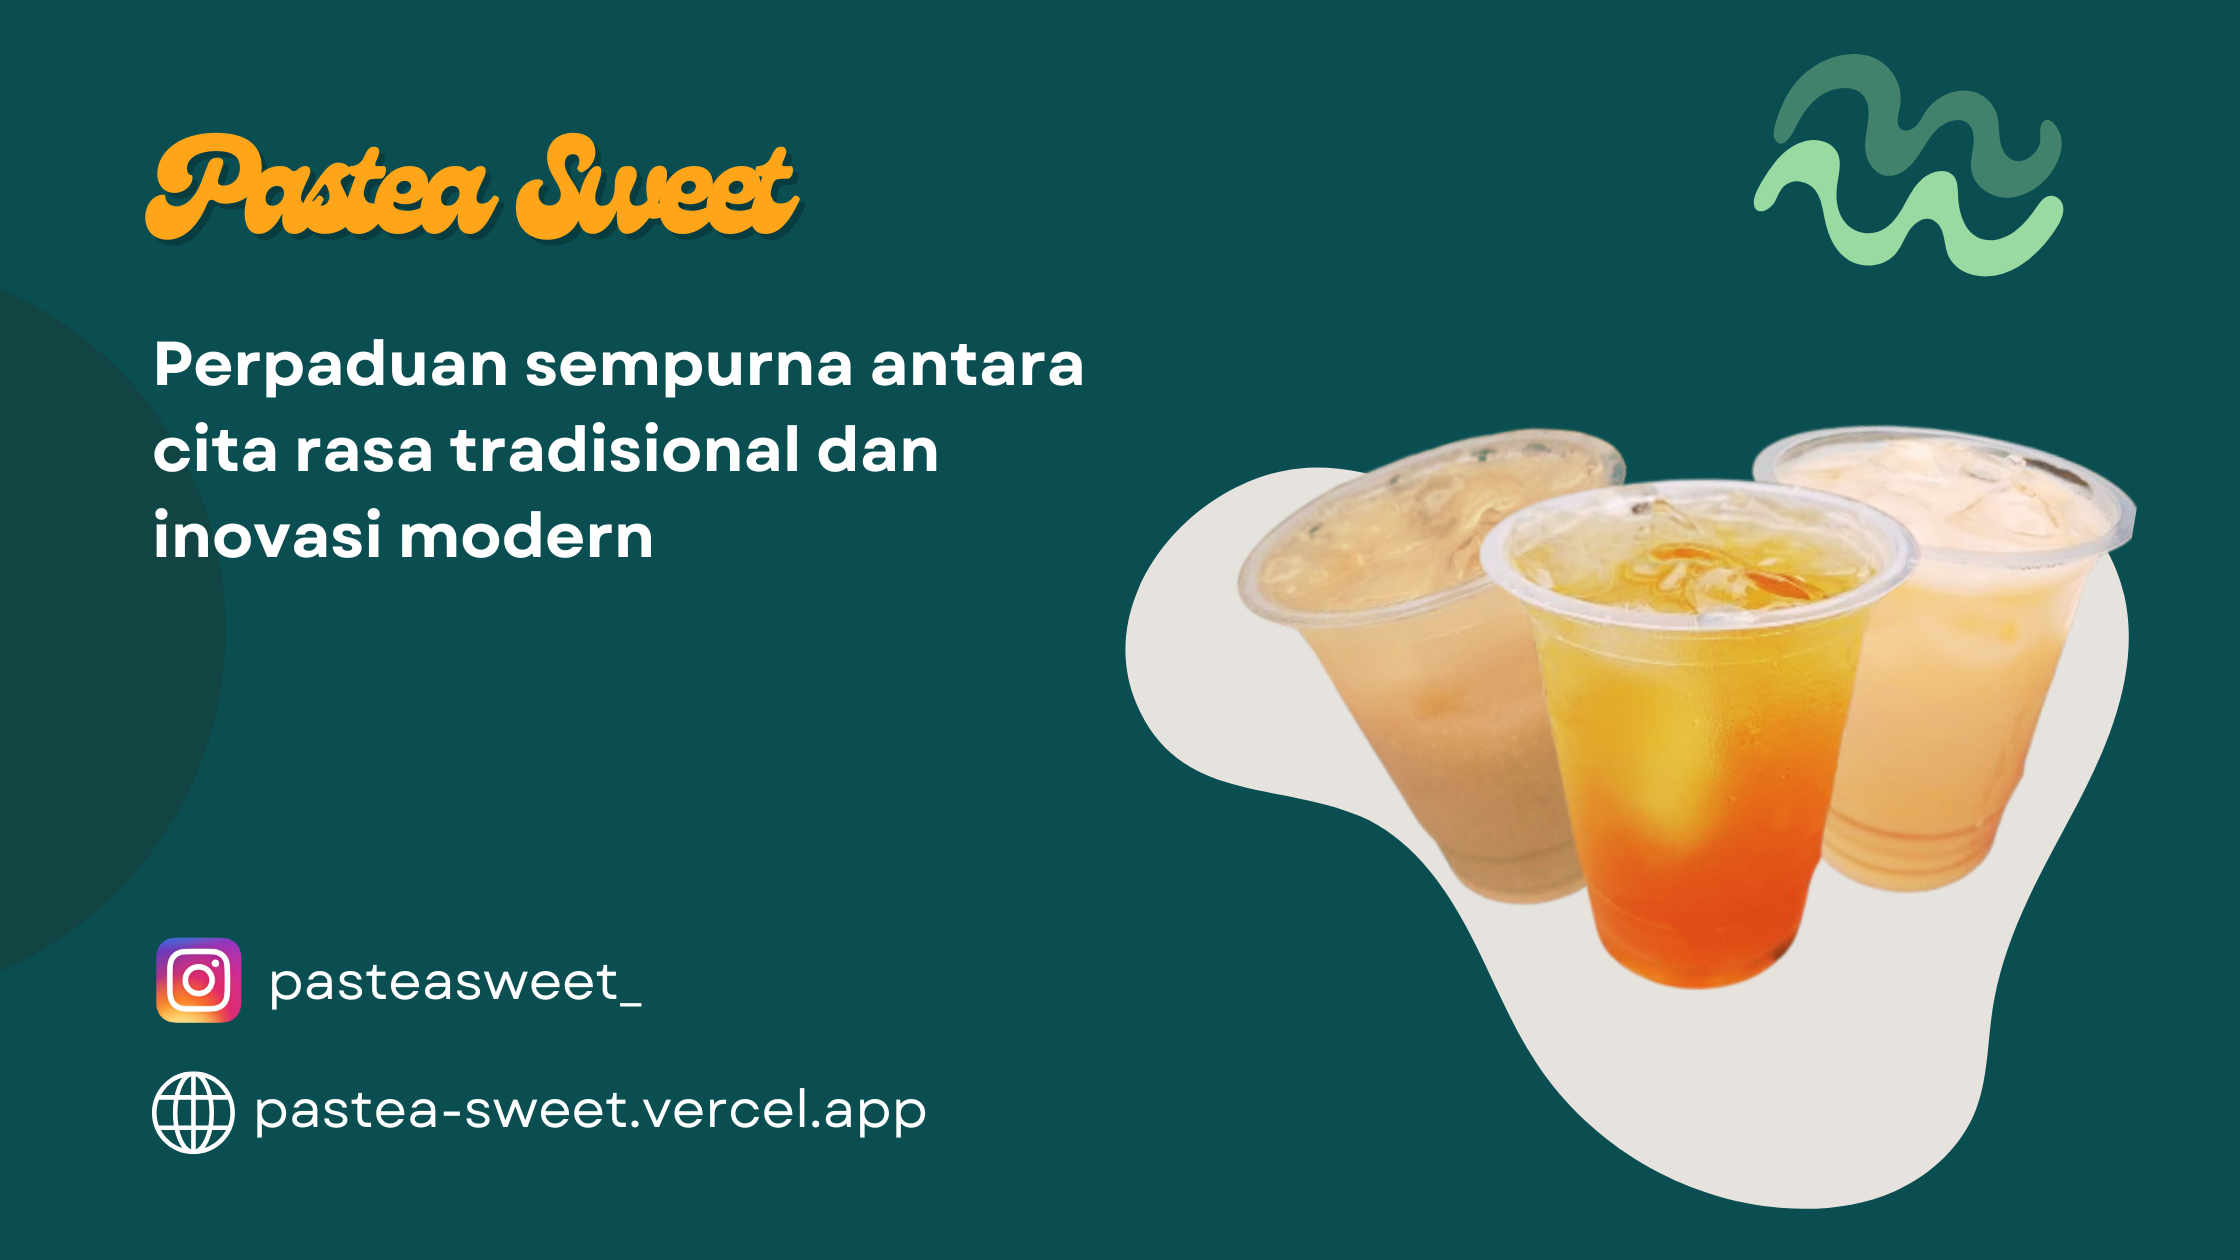 Pastea Sweet
Perpaduan sempurna antara
cita rasa tradisional dan
inovasi modern
pasteasweet_
pastea-sweet.vercel.app